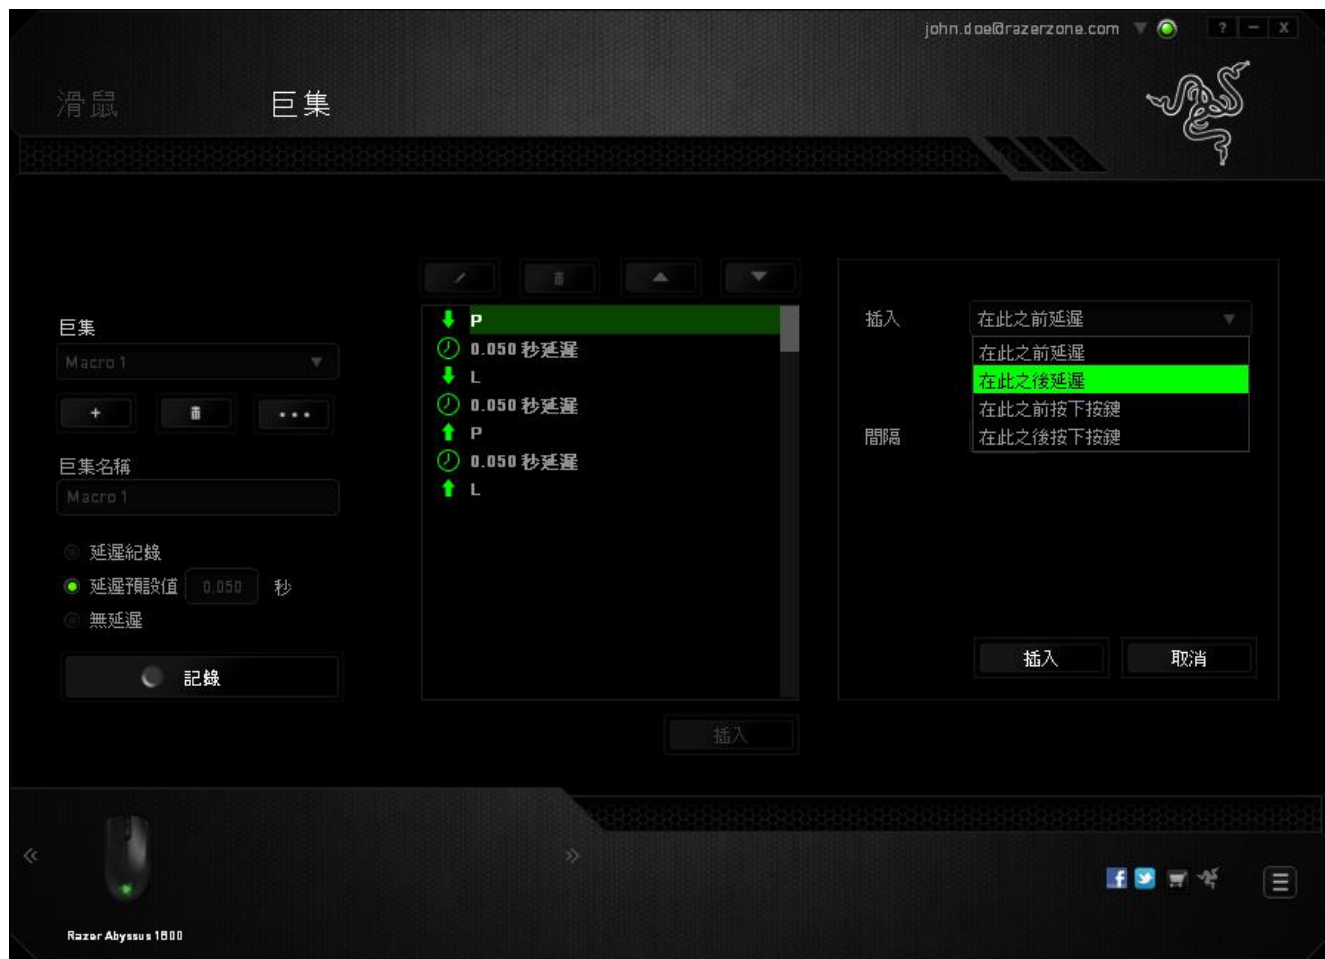 john.doe@razerzone.com
? – X
滑鼠 巨集
巨集
Macro 1
巨集名稱
Macro 1
延遲紀錄
延遲預設值 0.050 秒
無延遲
記錄
P
0.050 秒延遲
L
0.050 秒延遲
P
0.050 秒延遲
L
插入
插入 在此之前延遲
在此之前延遲
在此之後延遲
在此之前按下按鍵
在此之後按下按鍵
間隔
插入 取消
Razer Abyssus 1800